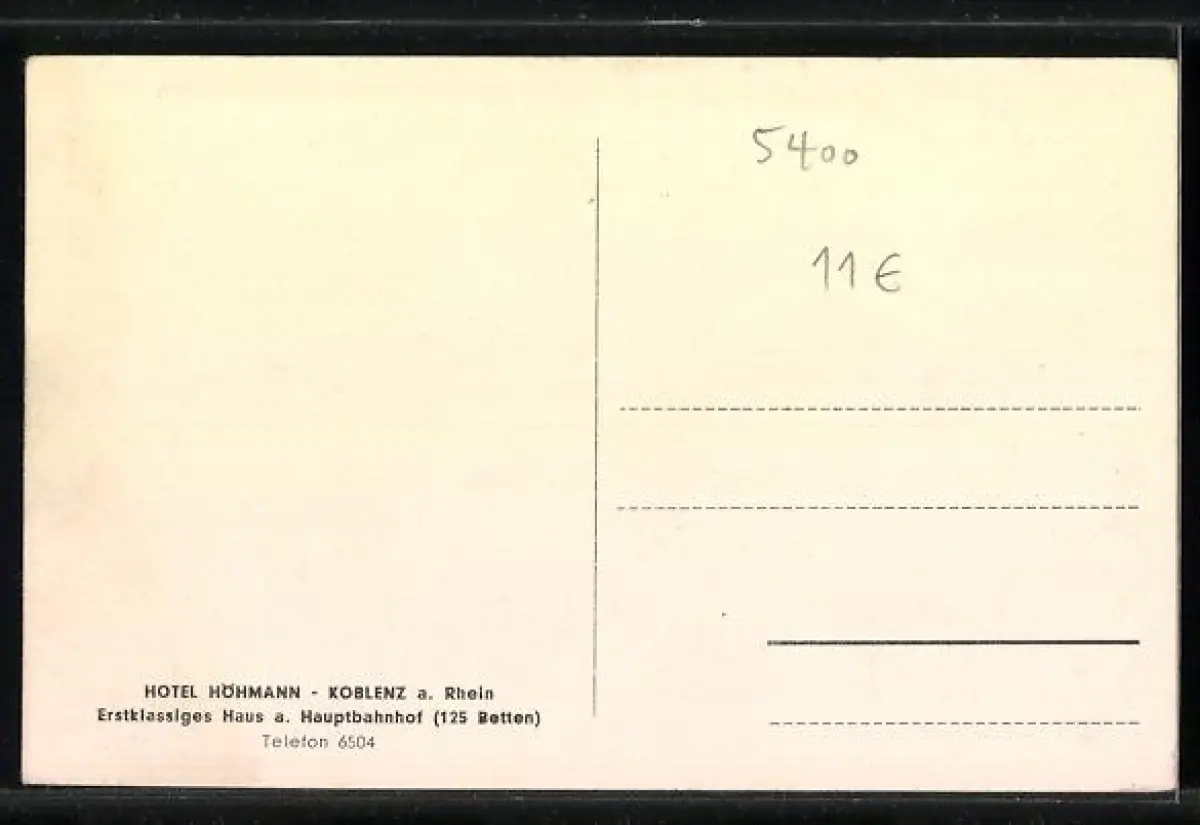 5400
11 €
HOTEL HÖHMANN - KOBLENZ a. Rhein
Erstklassiges Haus a. Hauptbahnhof (125 Betten)
Telefon 6504